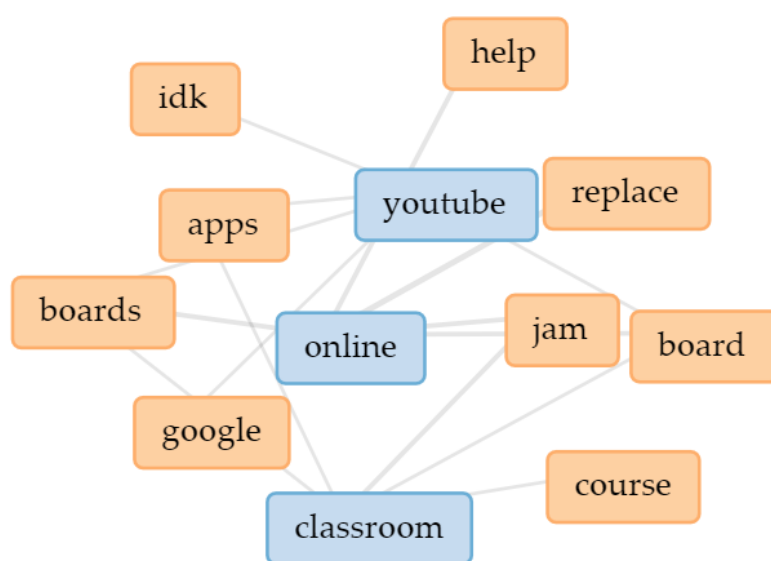 help
idk
youtube
replace
apps
boards
online
jam
board
google
course
classroom